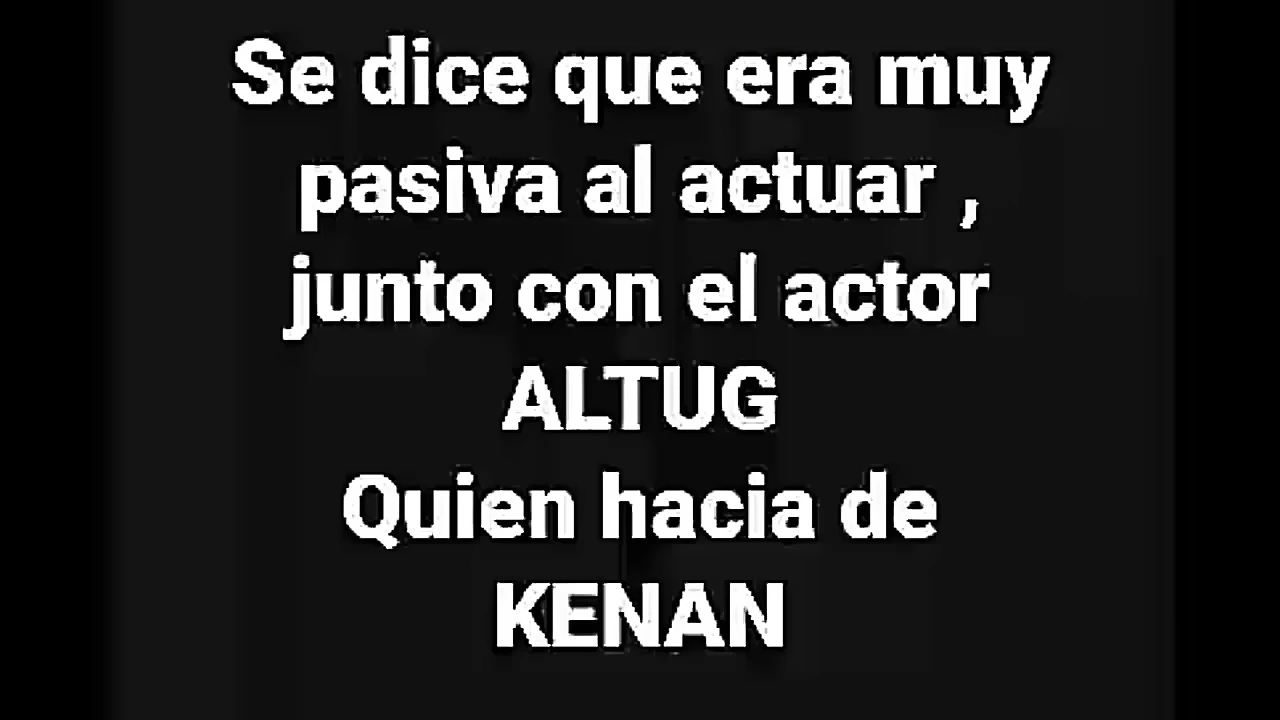 Se dice que era muy
pasiva al actuar ,
junto con el actor
ALTUG
Quien hacia de
KENAN